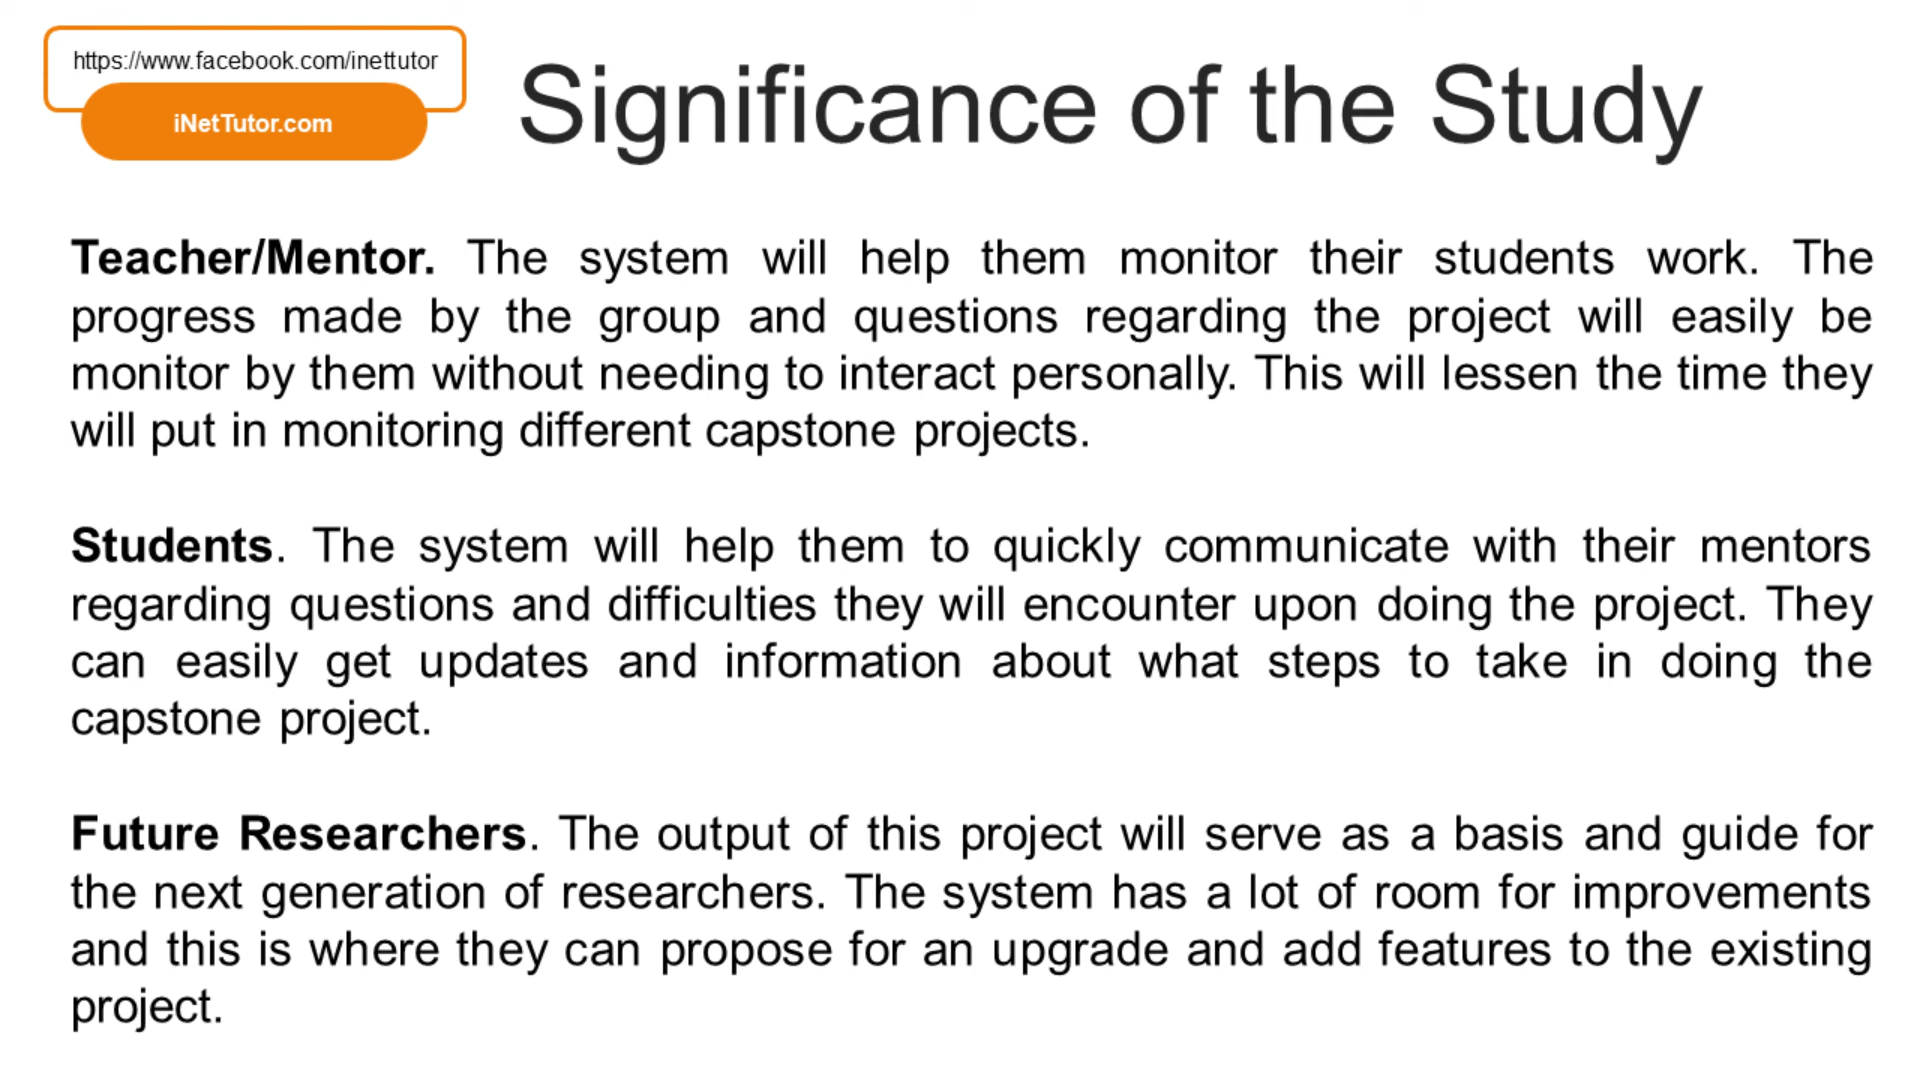 https://www.facebook.com/inettutor
iNetTutor.com
Significance of the Study
Teacher/Mentor. The system will help them monitor their students work. The
progress made by the group and questions regarding the project will easily be
monitor by them without needing to interact personally. This will lessen the time they
will put in monitoring different capstone projects.
Students. The system will help them to quickly communicate with their mentors
regarding questions and difficulties they will encounter upon doing the project. They
can easily get updates and information about what steps to take in doing the
capstone project.
Future Researchers. The output of this project will serve as a basis and guide for
the next generation of researchers. The system has a lot of room for improvements
and this is where they can propose for an upgrade and add features to the existing
project.